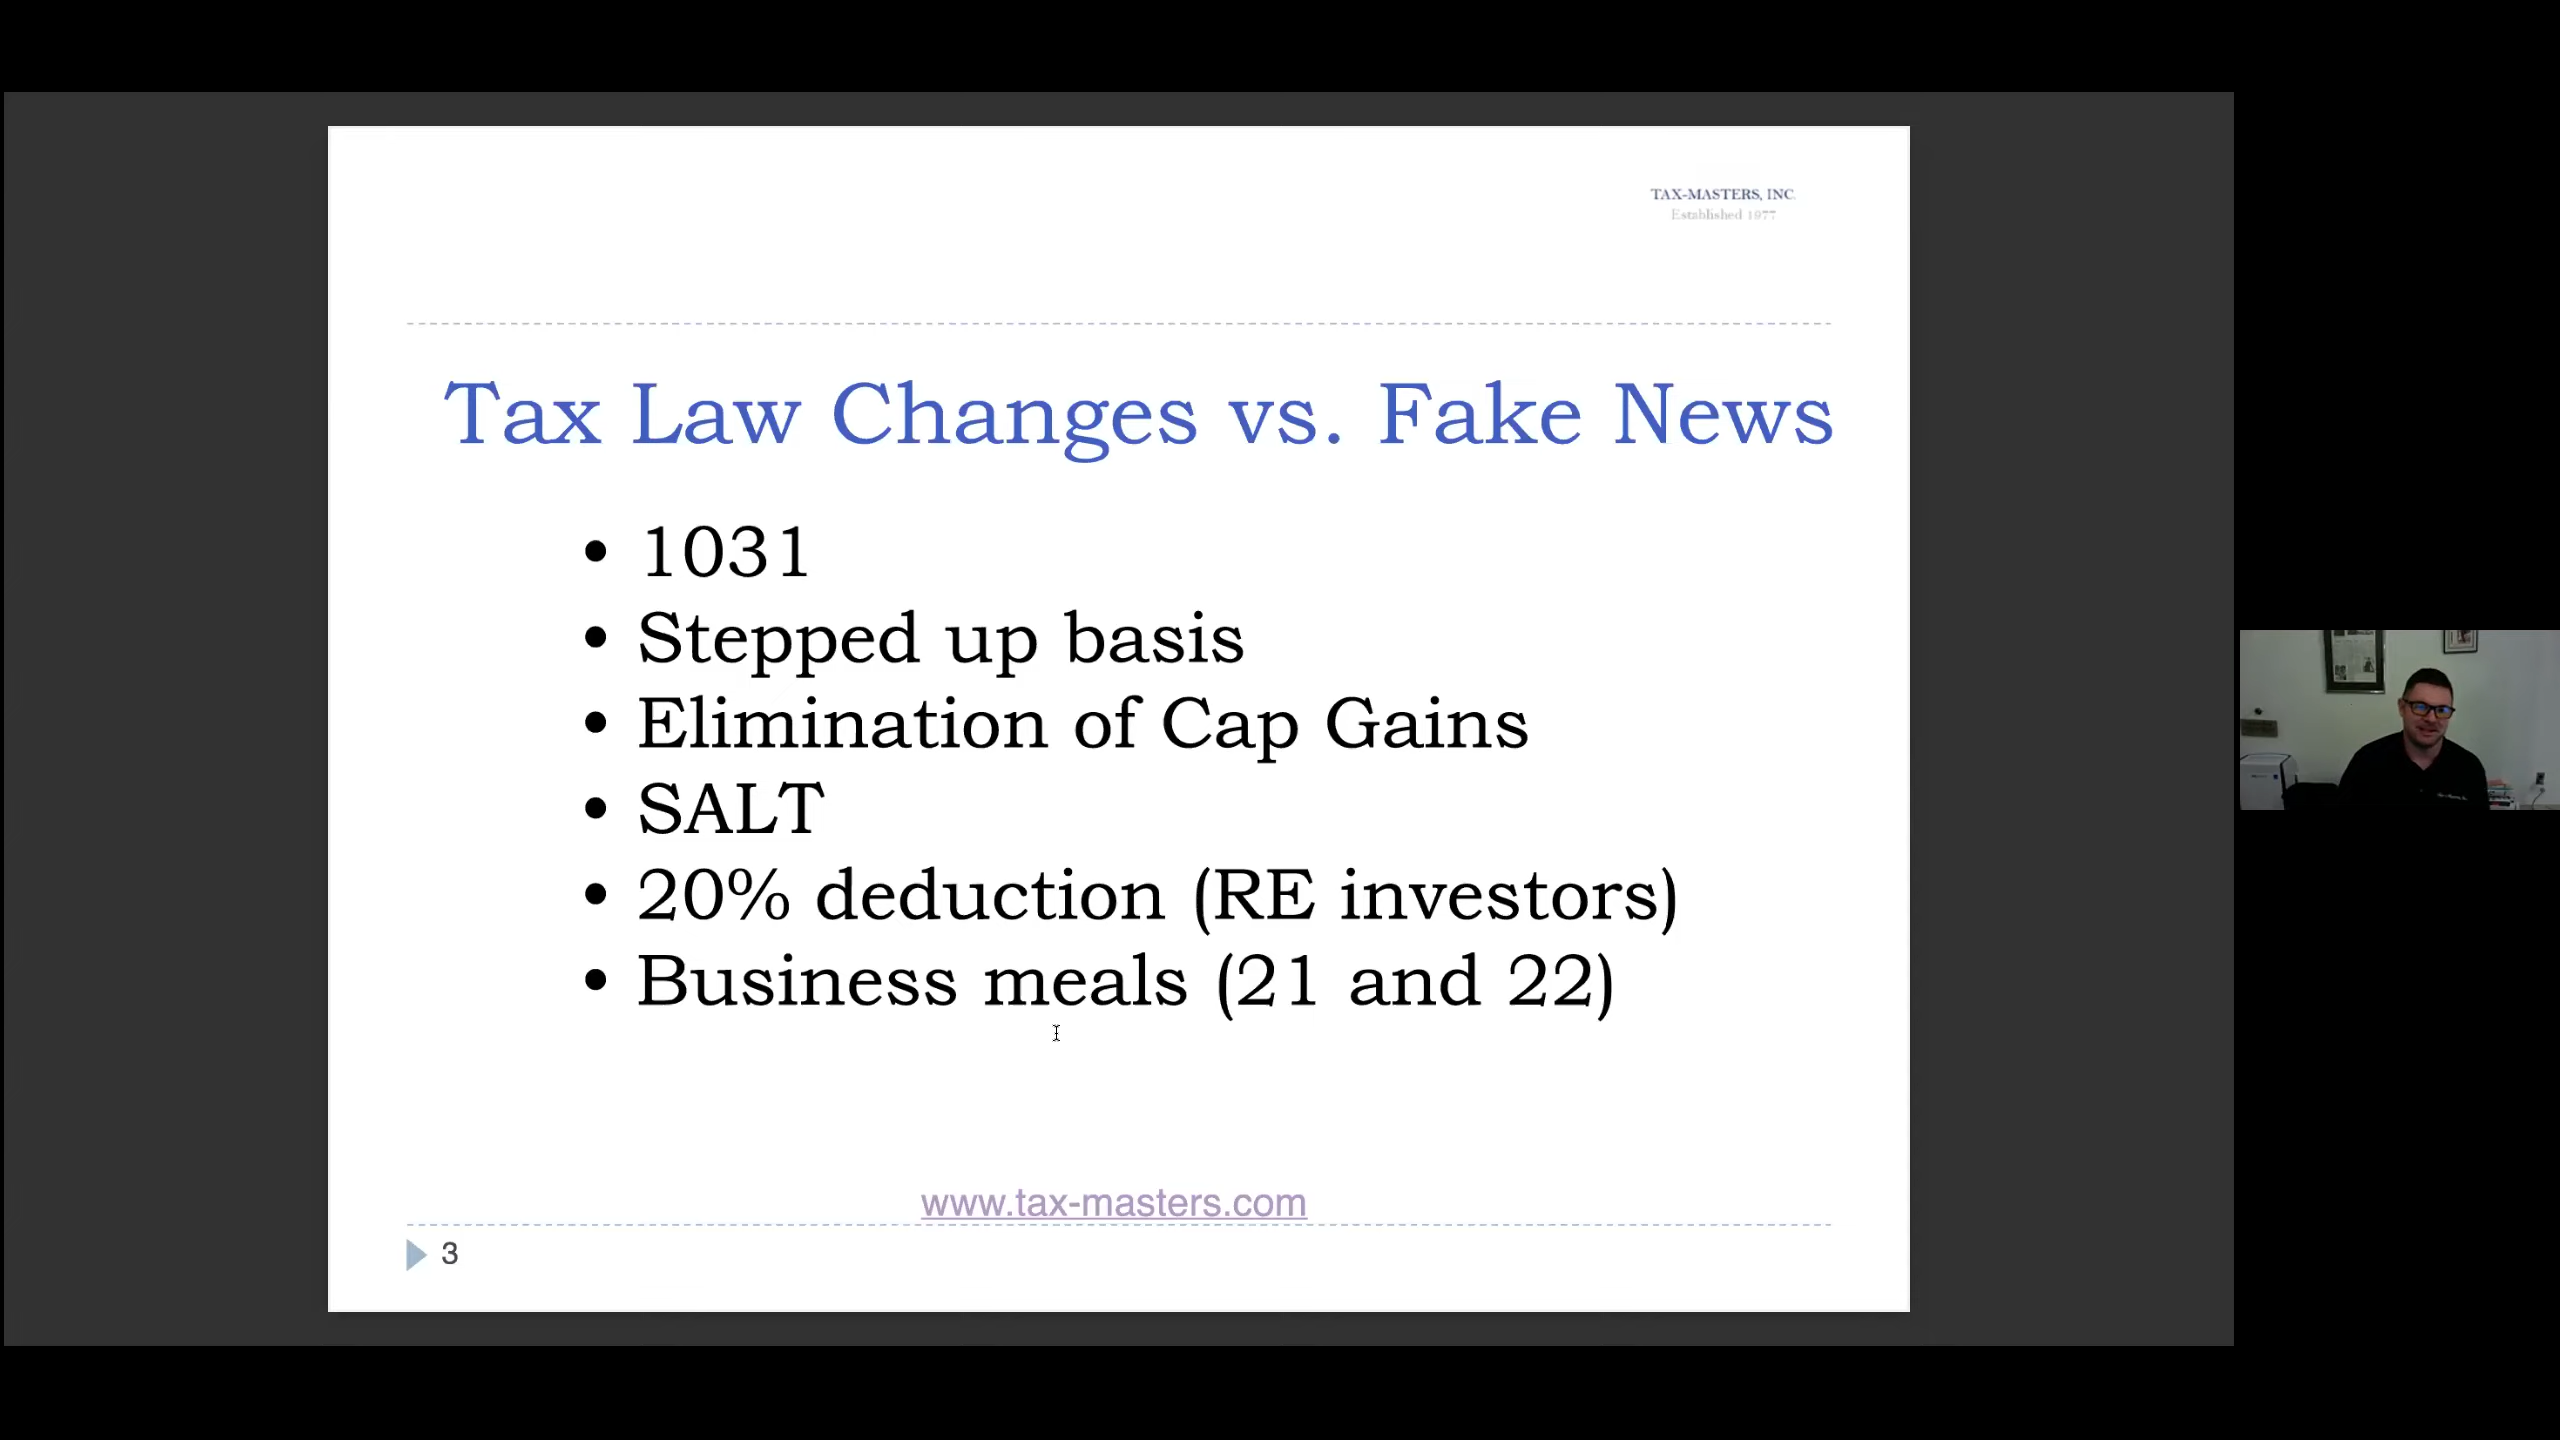 TAX-MASTERS, INC.
Established 1977
Tax Law Changes vs. Fake News
• 1031
• Stepped up basis
• Elimination of Cap Gains
• SALT
• 20% deduction (RE investors)
• Business meals (21 and 22)
www.tax-masters.com
3